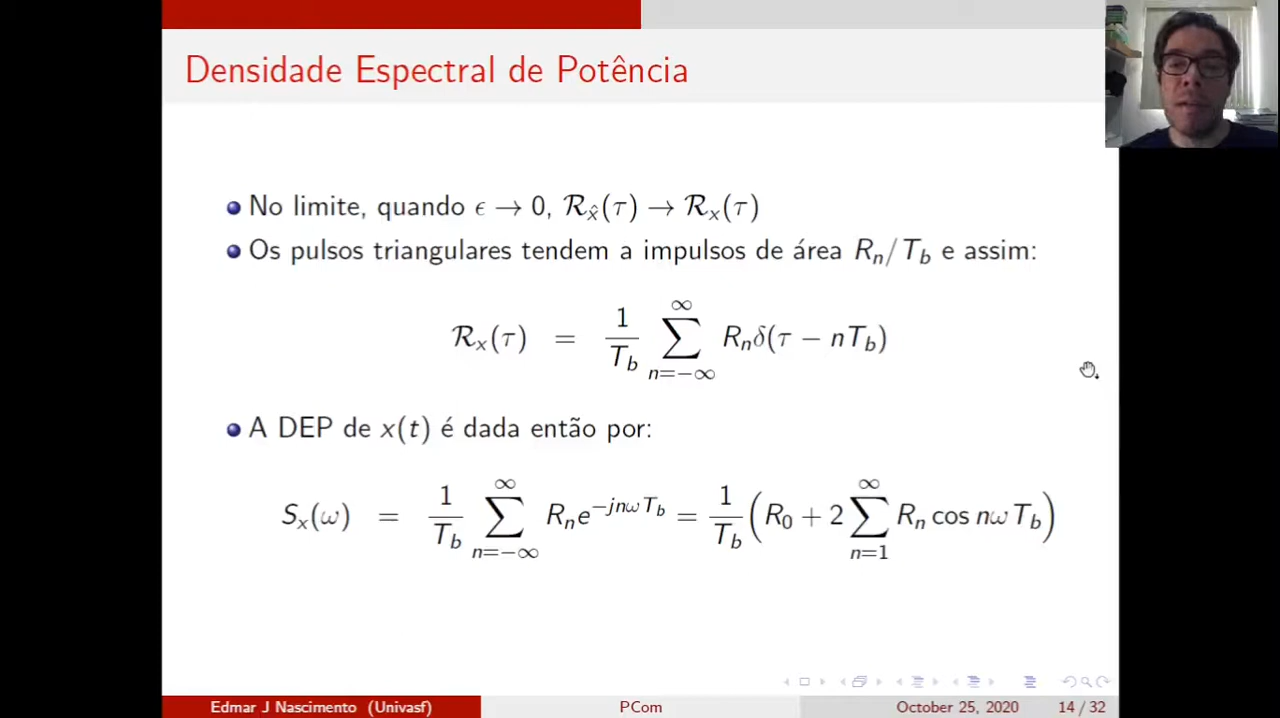 Densidade Espectral de Potência
No limite, quando ϵ → 0, ℛ_x̂(τ) → ℛ_x(τ)
Os pulsos triangulares tendem a impulsos de área R_n/T_b e assim:
ℛ_x(τ) = 1/T_b ∑_{n=−∞}^{∞} R_n δ(τ − nT_b)
A DEP de x(t) é dada então por:
S_x(ω) = 1/T_b ∑_{n=−∞}^{∞} R_n e^{−jnωT_b} = 1/T_b (R_0 + 2 ∑_{n=1}^{∞} R_n cos nωT_b)
Edmar J Nascimento (Univasf) PCom October 25, 2020 14 / 32